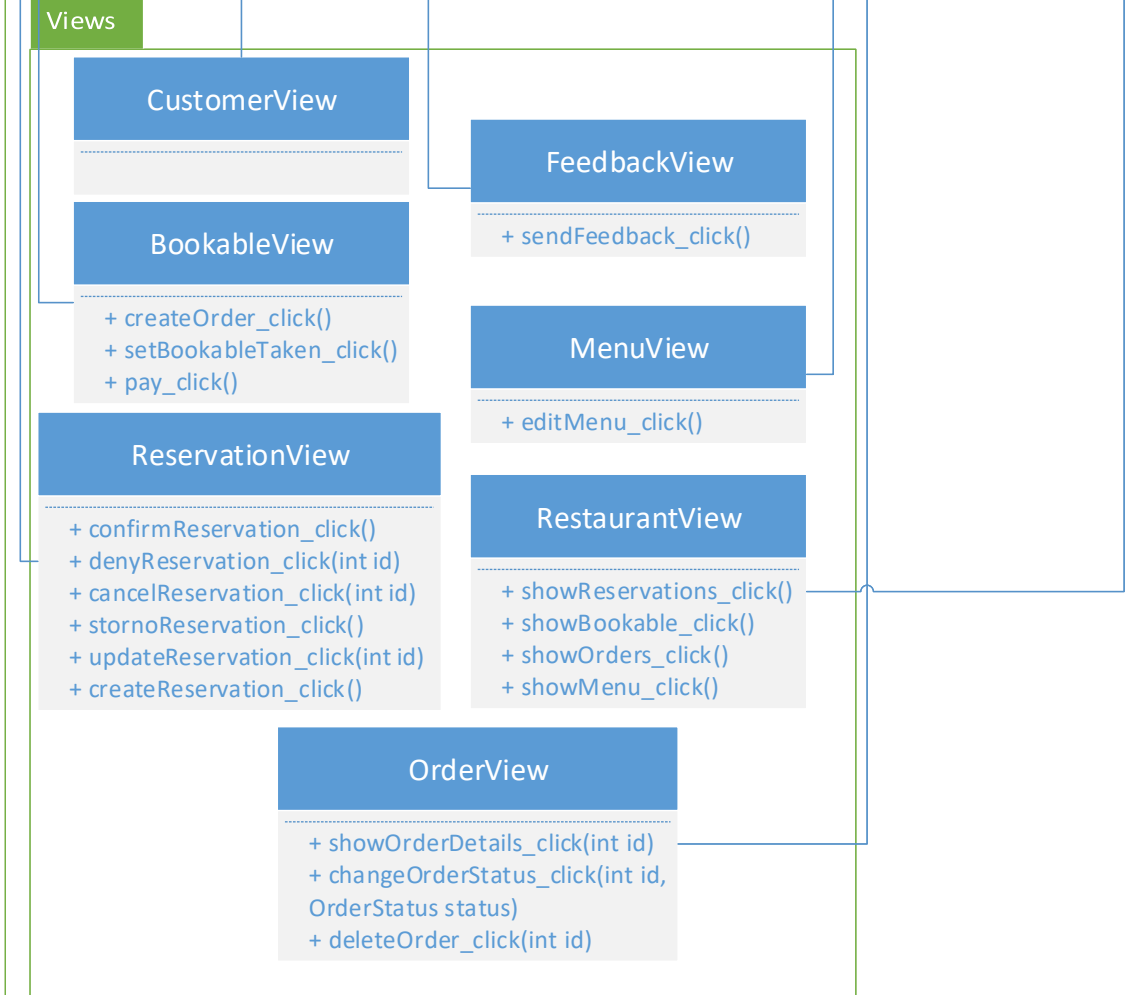 Views
CustomerView
BookableView
+ createOrder_click()
+ setBookableTaken_click()
+ pay_click()
ReservationView
+ confirmReservation_click()
+ denyReservation_click(int id)
+ cancelReservation_click(int id)
+ stornoReservation_click()
+ updateReservation_click(int id)
+ createReservation_click()
FeedbackView
+ sendFeedback_click()
MenuView
+ editMenu_click()
RestaurantView
+ showReservations_click()
+ showBookable_click()
+ showOrders_click()
+ showMenu_click()
OrderView
+ showOrderDetails_click(int id)
+ changeOrderStatus_click(int id,
OrderStatus status)
+ deleteOrder_click(int id)